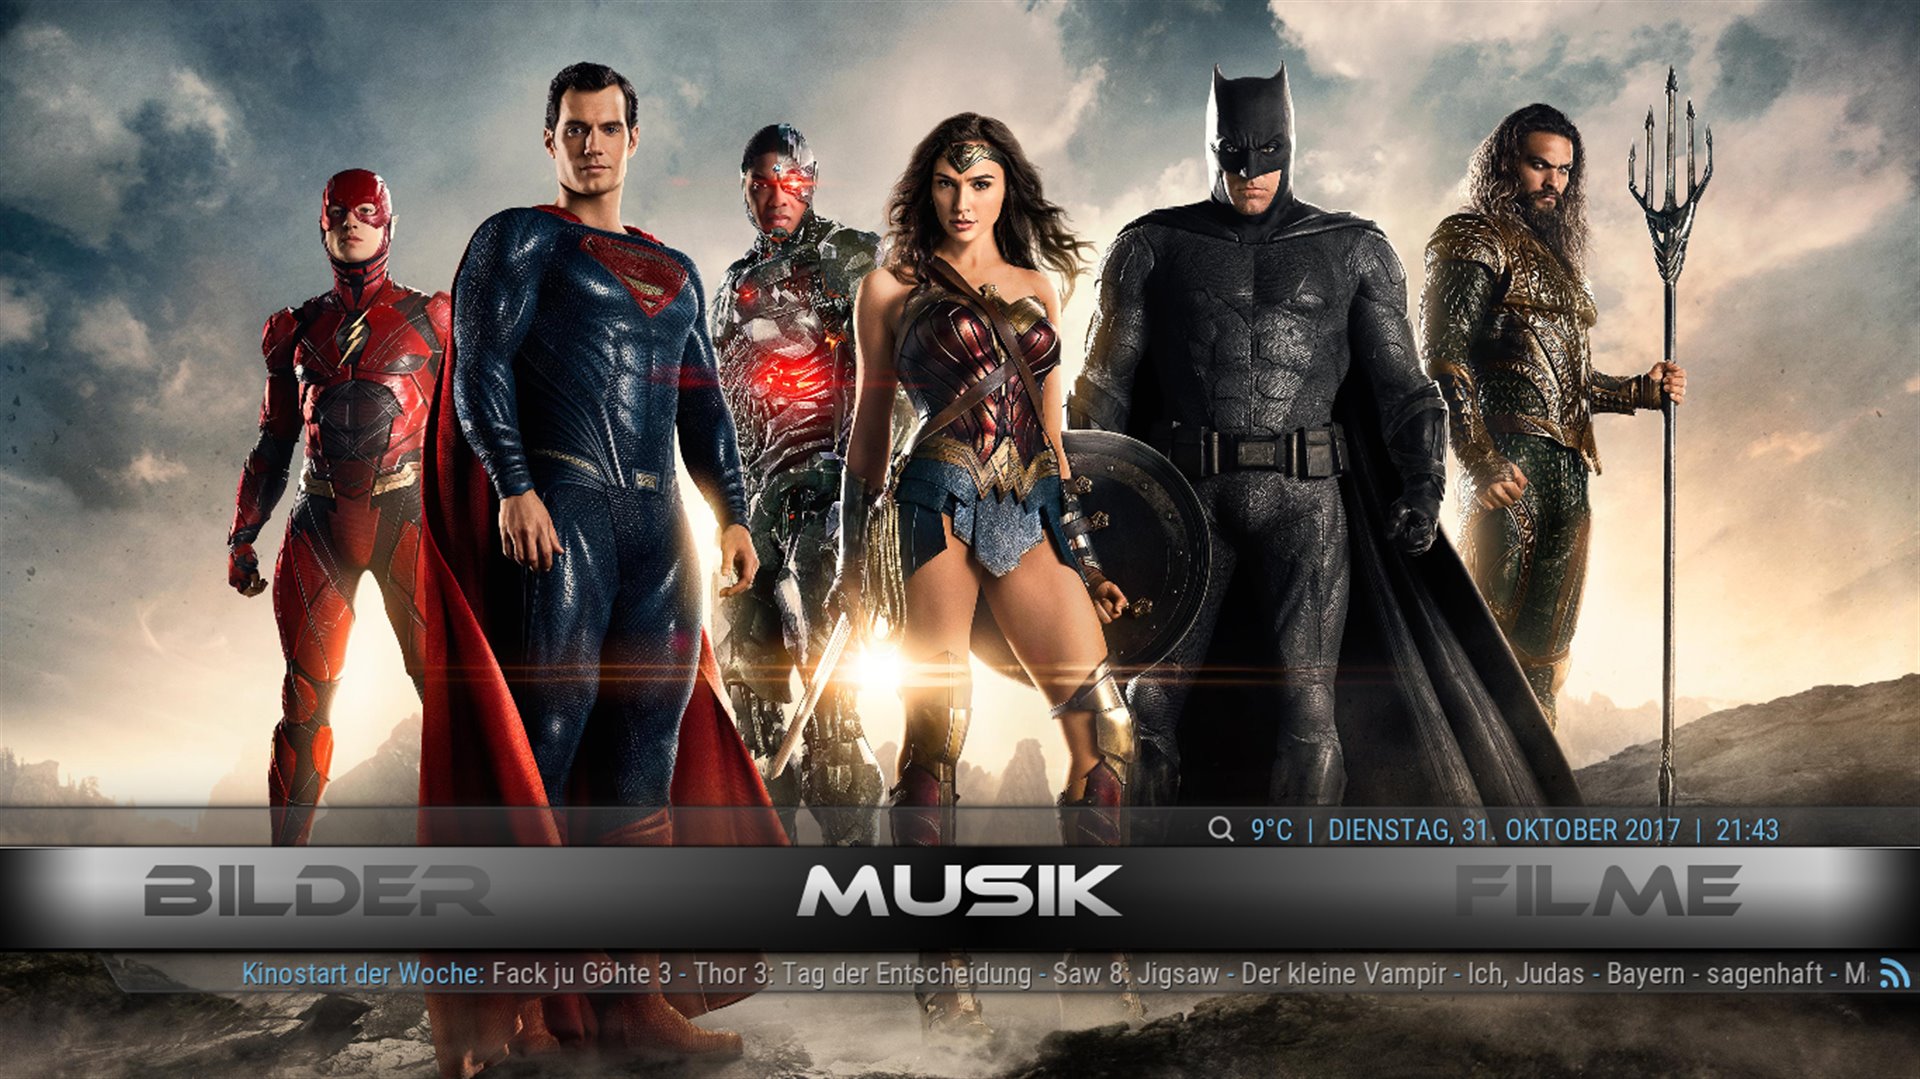 9°C | DIENSTAG, 31. OKTOBER 2017 | 21:43
BILDER MUSIK FILME
Kinostart der Woche: Fack ju Göhte 3 - Thor 3: Tag der Entscheidung - Saw 8: Jigsaw - Der kleine Vampir - Ich, Judas - Bayern - sagenhaft - M